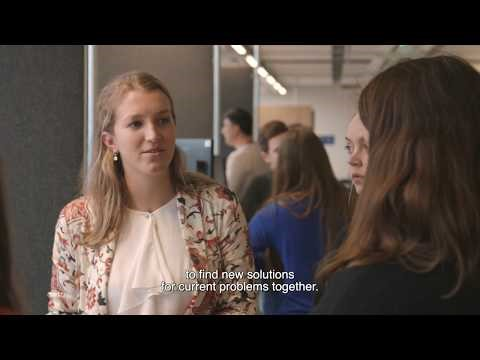 to find new solutions
for current problems together.